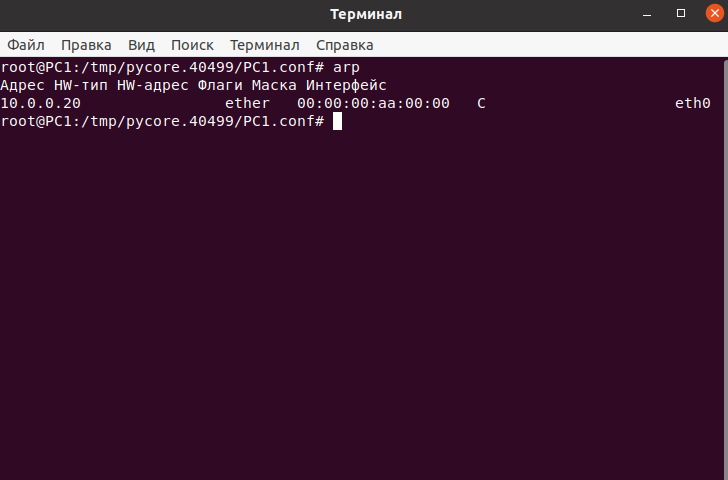 Терминал
Файл Правка Вид Поиск Терминал Справка
root@PC1:/tmp/pycore.40499/PC1.conf# arp
Адрес HW-тип HW-адрес Флаги Маска Интерфейс
10.0.0.20 ether 00:00:00:aa:00:00 C eth0
root@PC1:/tmp/pycore.40499/PC1.conf#